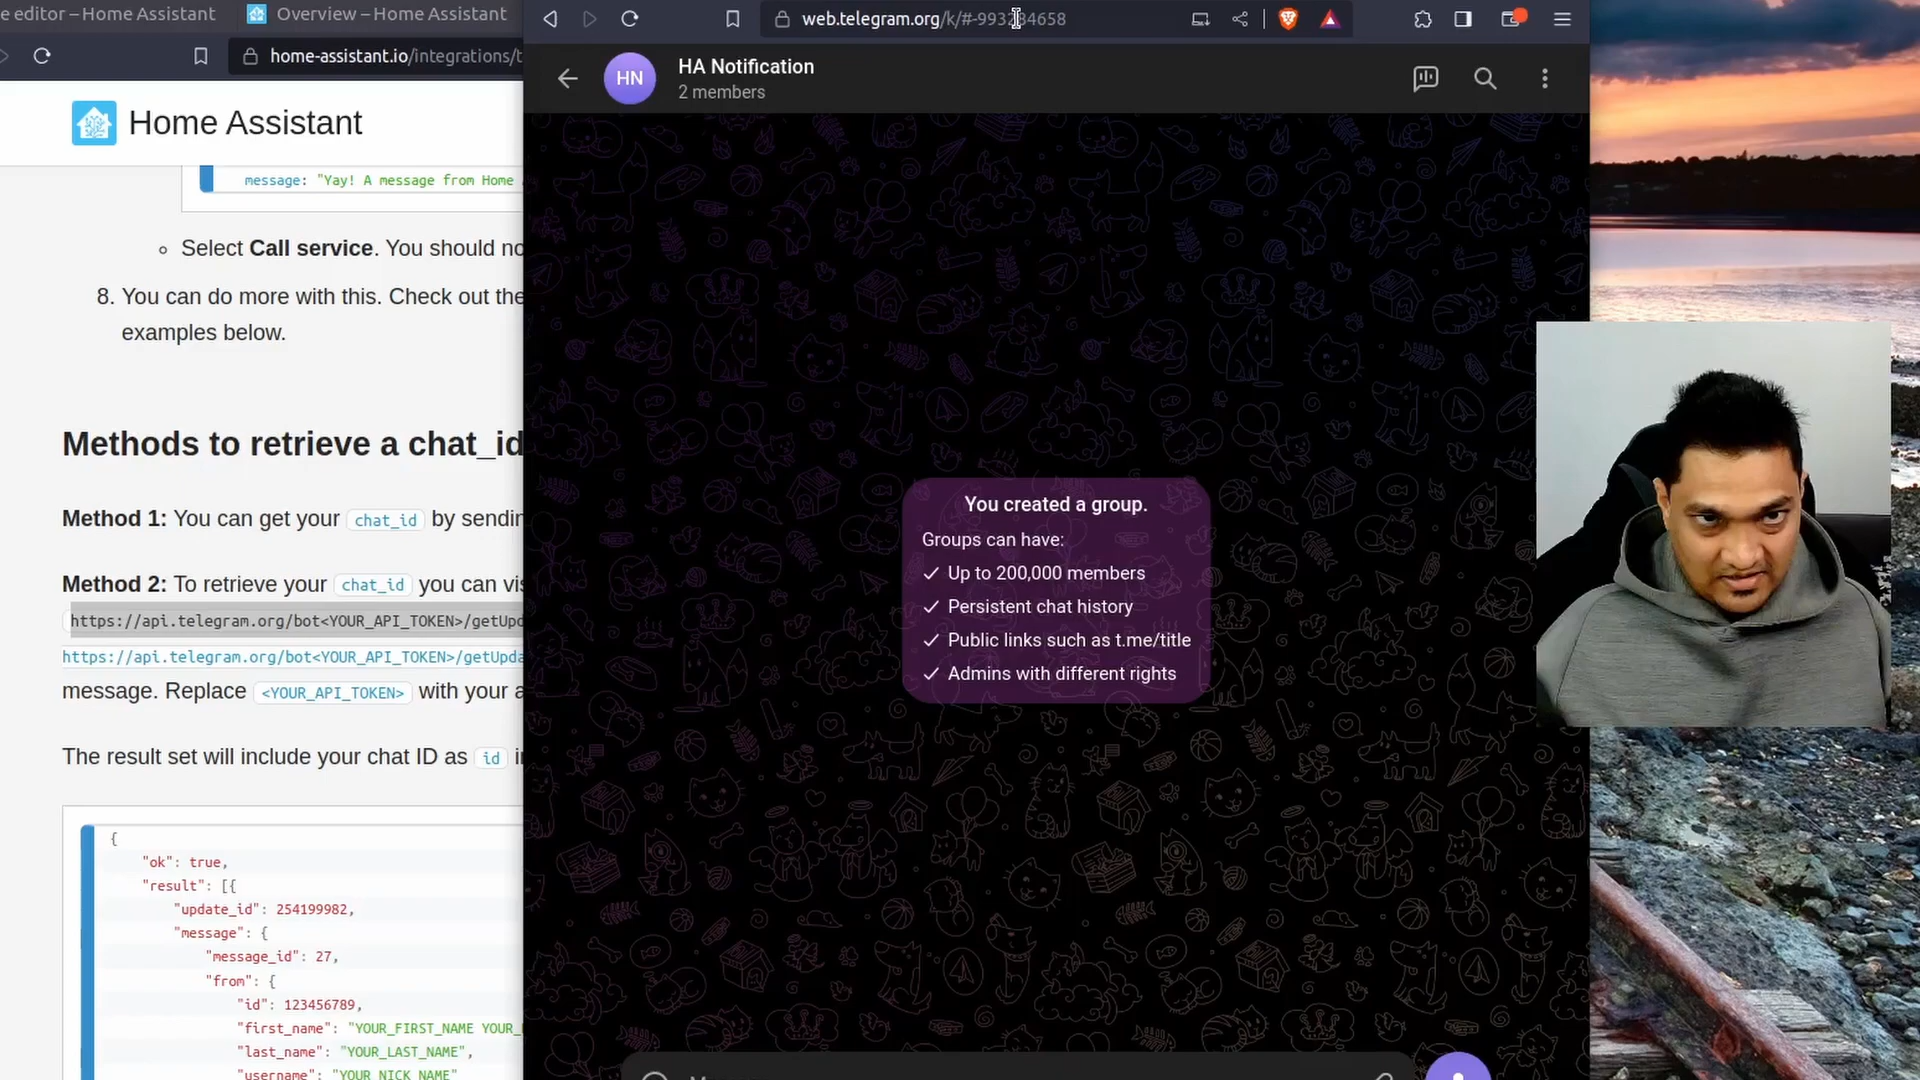 e editor – Home Assistant
Overview – Home Assistant
home-assistant.io/integrations/t
Home Assistant
message: "Yay! A message from Home
Select Call service. You should no
8. You can do more with this. Check out the
examples below.
Methods to retrieve a chat_id
Method 1: You can get your chat_id by sendin
Method 2: To retrieve your chat_id you can vis
https://api.telegram.org/bot<YOUR_API_TOKEN>/getUpd
https://api.telegram.org/bot<YOUR_API_TOKEN>/getUpda
message. Replace <YOUR_API_TOKEN> with your a
The result set will include your chat ID as id in
{
"ok": true,
"result": [{
"update_id": 254199982,
"message": {
"message_id": 27,
"from": {
"id": 123456789,
"first_name": "YOUR_FIRST_NAME YOUR_
"last_name": "YOUR_LAST_NAME",
"username": "YOUR_NICK_NAME"
web.telegram.org/k/#-993284658
HN
HA Notification
2 members
You created a group.
Groups can have:
✓ Up to 200,000 members
✓ Persistent chat history
✓ Public links such as t.me/title
✓ Admins with different rights